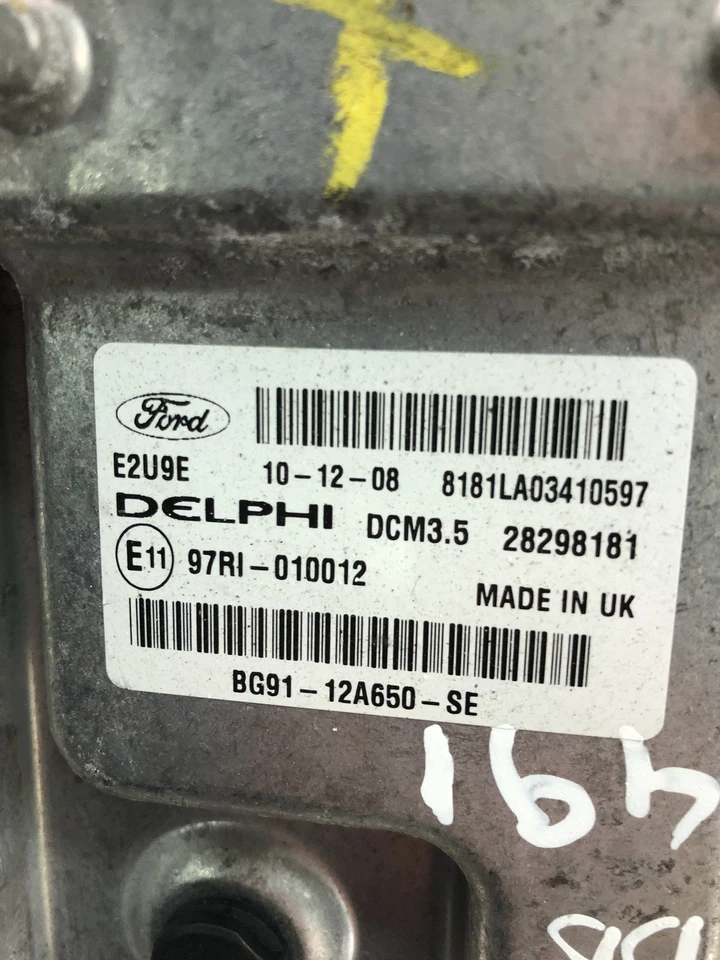 Ford
E2U9E 10-12-08 8181LA03410597
DELPHI DCM3.5 28298181
E11 97RI-010012
MADE IN UK
BG91-12A650-SE
491